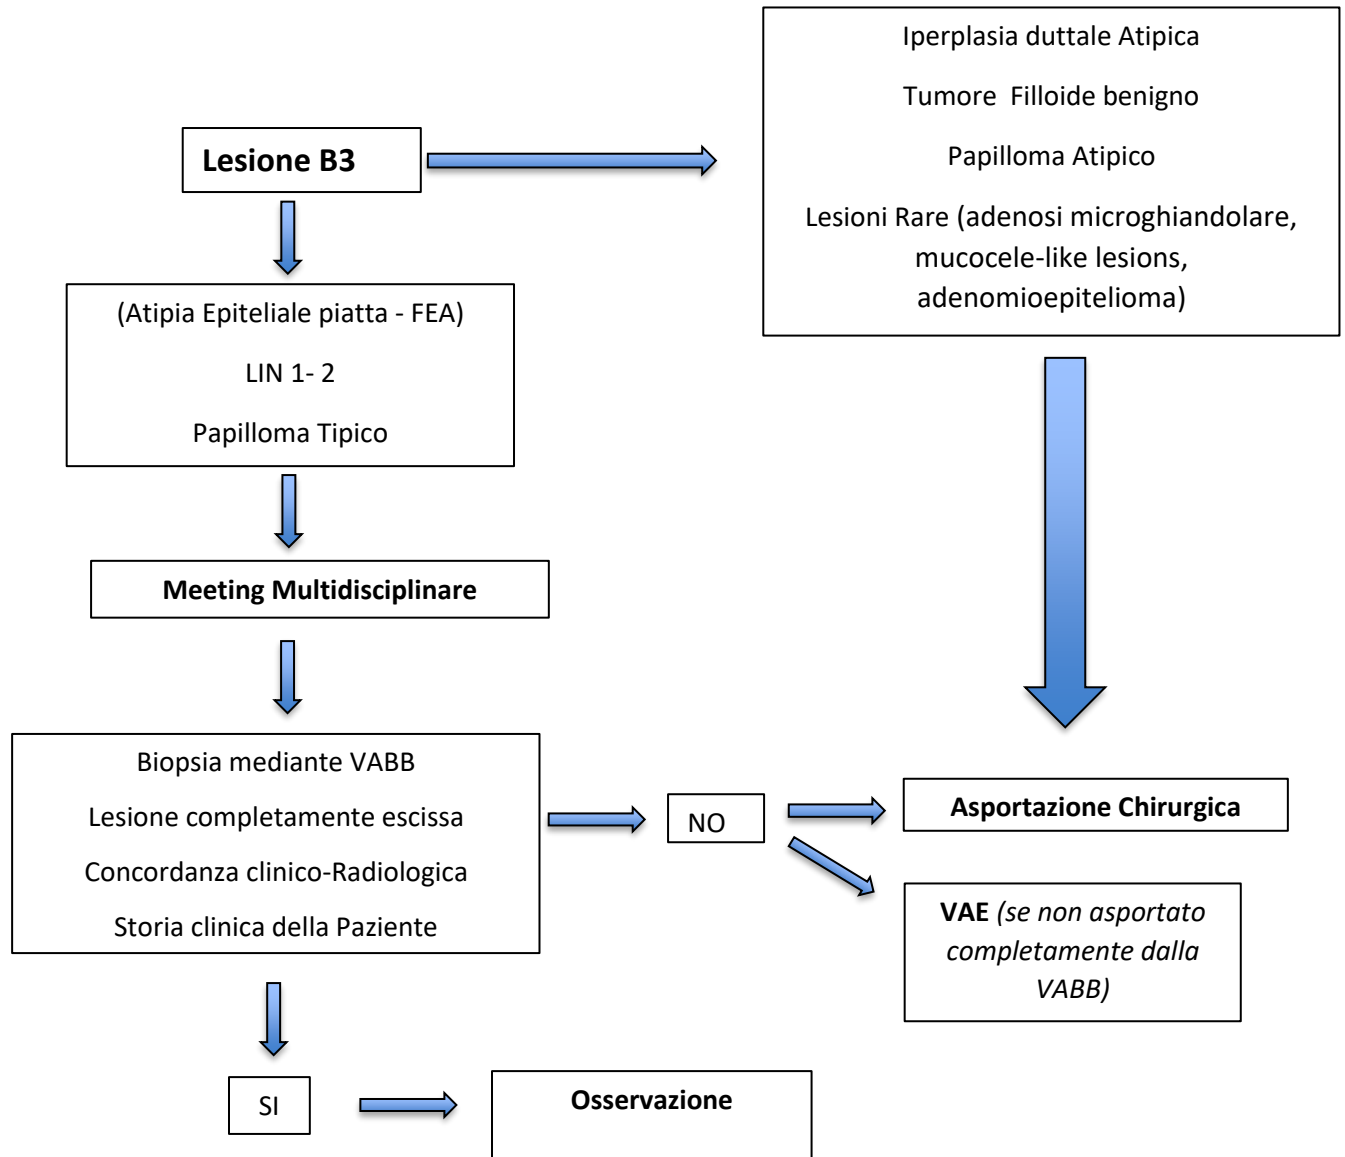 Iperplasia duttale Atipica
Tumore Filloide benigno
Papilloma Atipico
Lesioni Rare (adenosi microghiandolare,
mucocele-like lesions,
adenomioepitelioma)
Lesione B3
(Atipia Epiteliale piatta - FEA)
LIN 1- 2
Papilloma Tipico
Meeting Multidisciplinare
Biopsia mediante VABB
Lesione completamente escissa
Concordanza clinico-Radiologica
Storia clinica della Paziente
NO
Asportazione Chirurgica
VAE (se non asportato
completamente dalla
VABB)
SI
Osservazione